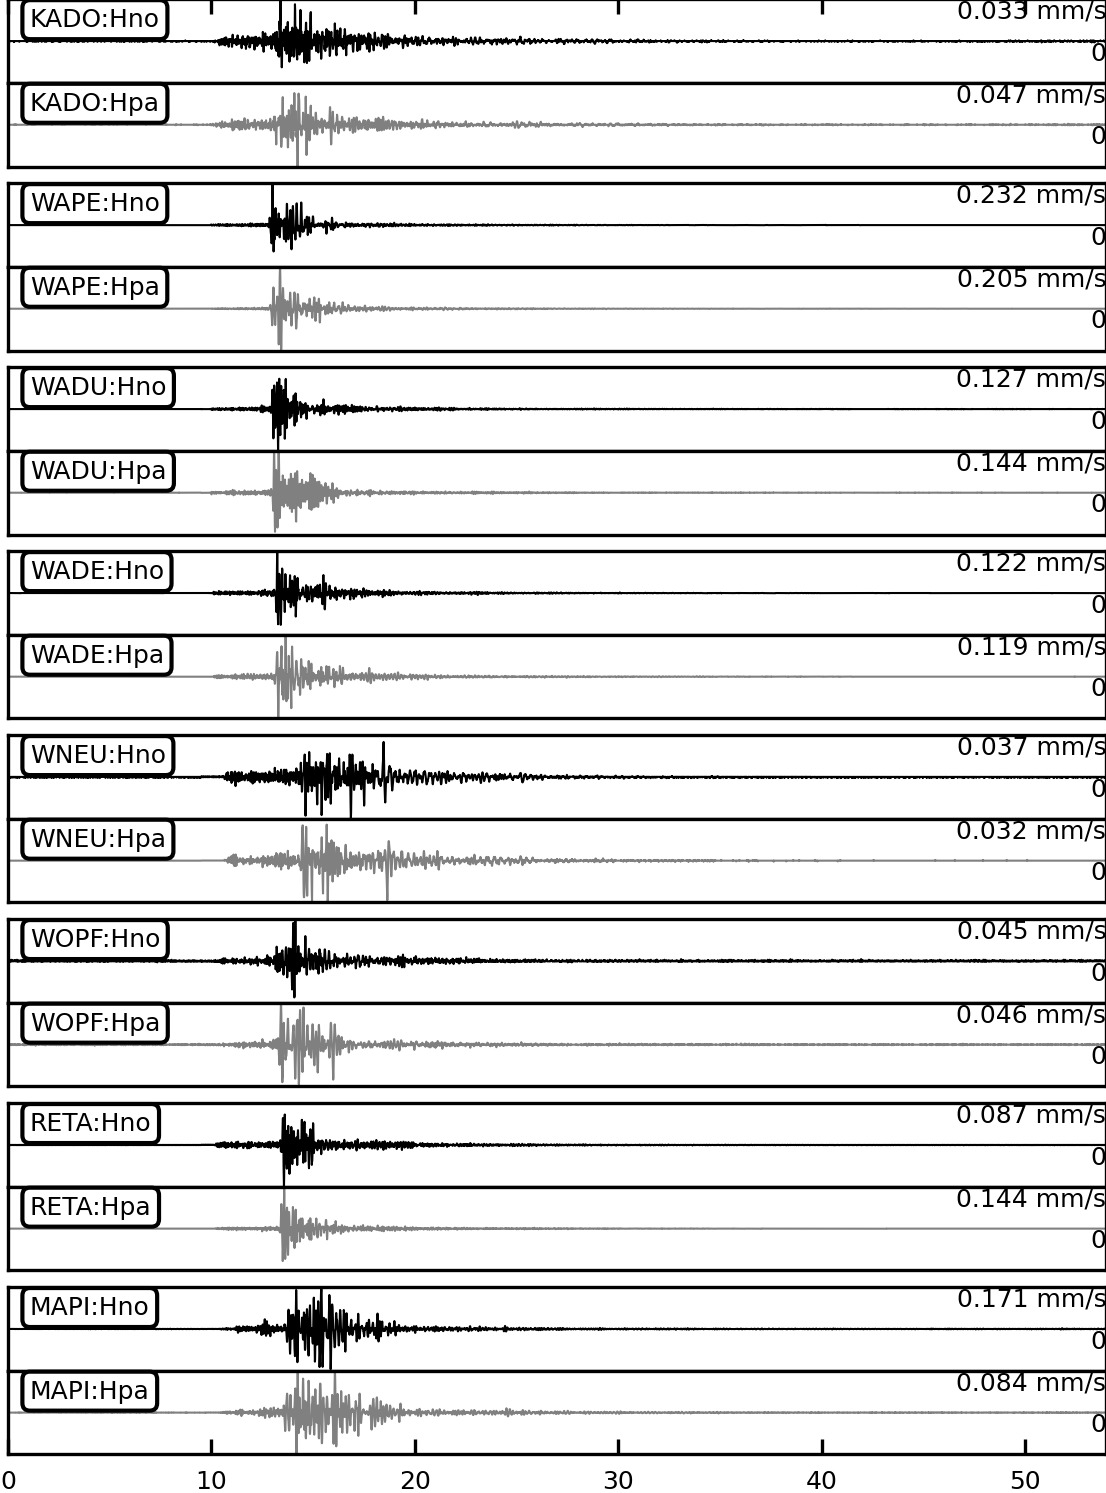 KADO:Hno 0.033 mm/s
0
KADO:Hpa 0.047 mm/s
0
WAPE:Hno 0.232 mm/s
0
WAPE:Hpa 0.205 mm/s
0
WADU:Hno 0.127 mm/s
0
WADU:Hpa 0.144 mm/s
0
WADE:Hno 0.122 mm/s
0
WADE:Hpa 0.119 mm/s
0
WNEU:Hno 0.037 mm/s
0
WNEU:Hpa 0.032 mm/s
0
WOPF:Hno 0.045 mm/s
0
WOPF:Hpa 0.046 mm/s
0
RETA:Hno 0.087 mm/s
0
RETA:Hpa 0.144 mm/s
0
MAPI:Hno 0.171 mm/s
0
MAPI:Hpa 0.084 mm/s
0
0 10 20 30 40 50